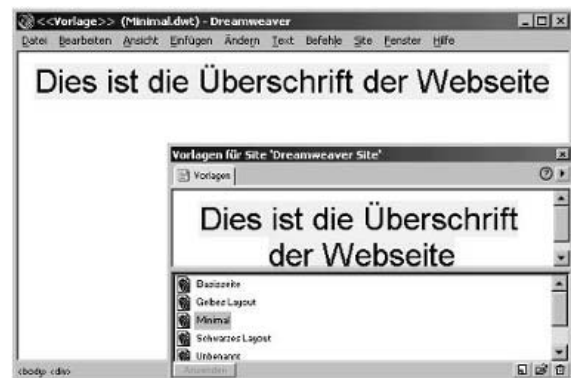 <<Vorlage>> (Minimal.dwt) - Dreamweaver
Datei Bearbeiten Ansicht Einfügen Ändern Text Befehle Site Fenster Hilfe
Dies ist die Überschrift der Webseite
Vorlagen für Site 'Dreamweaver Site'
Vorlagen
Dies ist die Überschrift
der Webseite
Basisseite
Gelbes Layout
Minimal
Schwarzes Layout
Unbenannt
Anwenden
<body> <div>